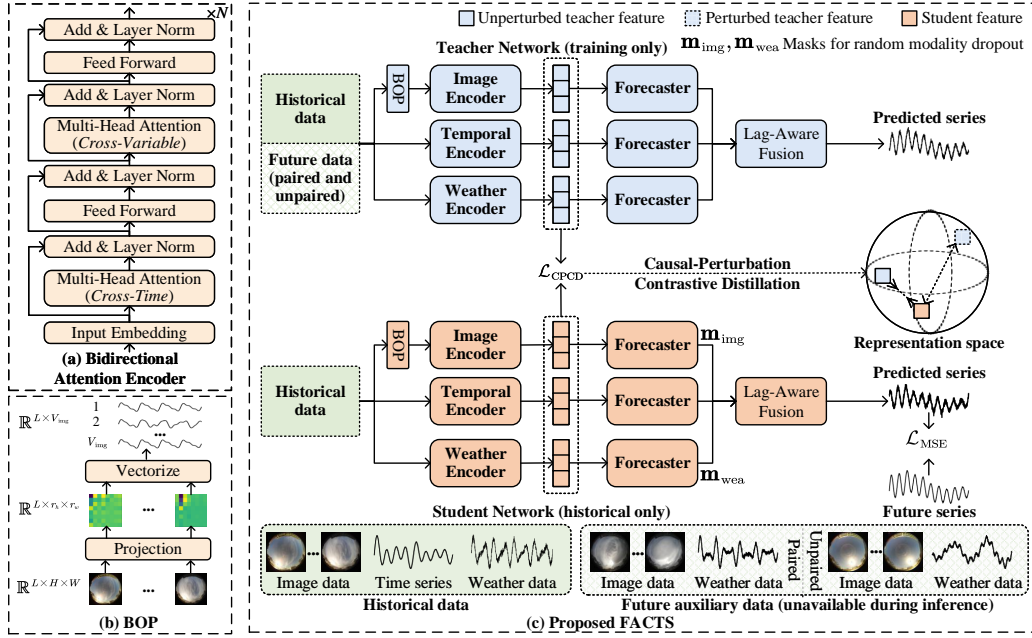 ×N
Add & Layer Norm
Feed Forward
Add & Layer Norm
Multi-Head Attention
(Cross-Variable)
Add & Layer Norm
Feed Forward
Add & Layer Norm
Multi-Head Attention
(Cross-Time)
Input Embedding
(a) Bidirectional
Attention Encoder
ℝ^{L×V_img}
1
2
...
V_img
Vectorize
ℝ^{L×r_h×r_w}
...
Projection
ℝ^{L×H×W}
...
(b) BOP
Unperturbed teacher feature
Perturbed teacher feature
Student feature
Teacher Network (training only)
m_img, m_wea Masks for random modality dropout
Historical
data
Future data
(paired and
unpaired)
BOP
Image
Encoder
Forecaster
Temporal
Encoder
Forecaster
Weather
Encoder
Forecaster
Lag-Aware
Fusion
Predicted series
ℒ_CPCD
Causal-Perturbation
Contrastive Distillation
Representation space
Historical
data
BOP
Image
Encoder
Forecaster
m_img
Temporal
Encoder
Forecaster
Weather
Encoder
Forecaster
m_wea
Lag-Aware
Fusion
Predicted series
ℒ_MSE
Future series
Student Network (historical only)
...
Image data
Time series
Weather data
Historical data
...
Image data
Weather data
Paired
Unpaired
...
Image data
Weather data
Future auxiliary data (unavailable during inference)
(c) Proposed FACTS